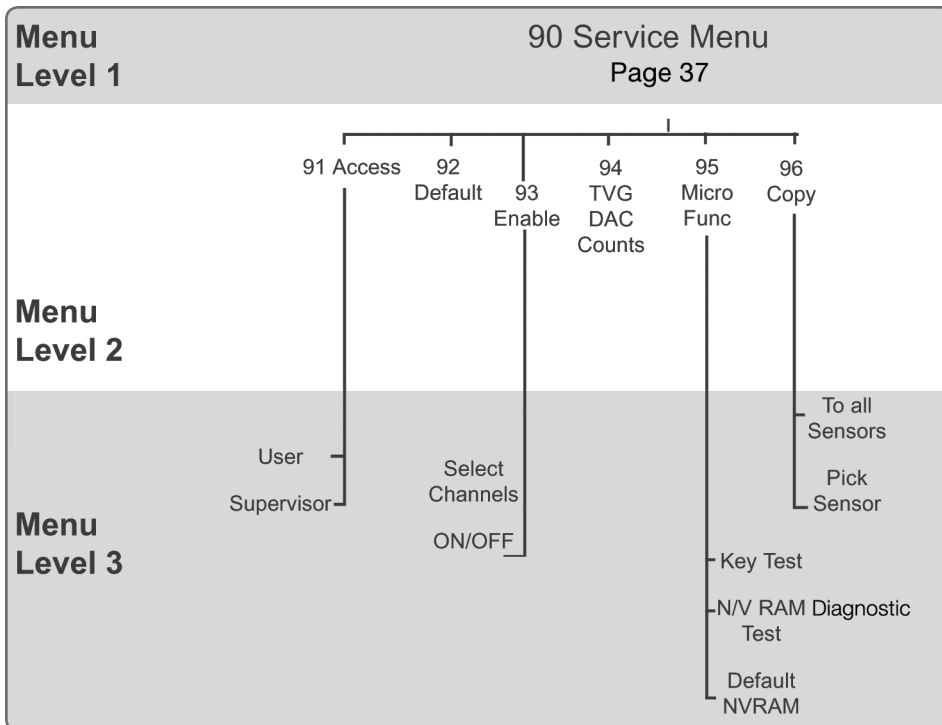 Menu
Level 1
90 Service Menu
Page 37
91 Access
92
Default
93
Enable
94
TVG
DAC
Counts
95
Micro
Func
96
Copy
Menu
Level 2
To all
Sensors
User
Select
Channels
Pick
Sensor
Supervisor
Menu
Level 3
ON/OFF
Key Test
N/V RAM Diagnostic
Test
Default
NVRAM